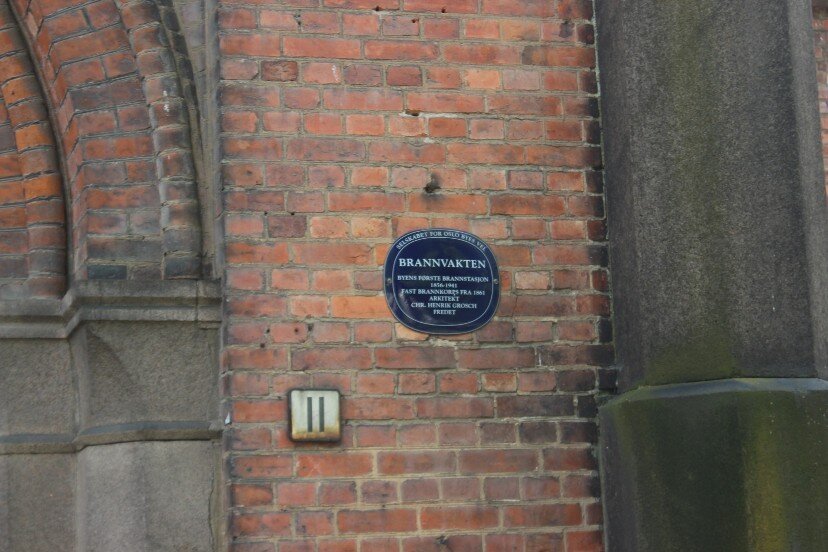 SELSKABET FOR OSLO BYES VEL
BRANNVAKTEN
BYENS FØRSTE BRANNSTASJON
1856-1941
FAST BRANNKORPS FRA 1861
ARKITEKT
CHR. HENRIK GROSCH
FREDET
11